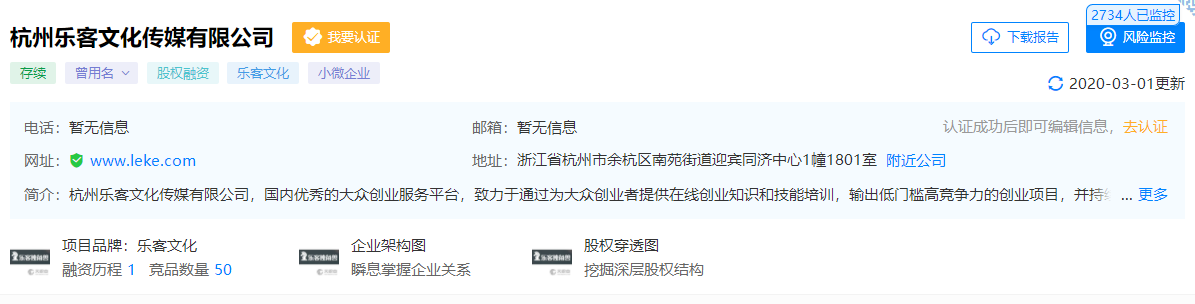 2734人已监控
杭州乐客文化传媒有限公司 我要认证 下载报告 风险监控
存续 曾用名 股权融资 乐客文化 小微企业
2020-03-01更新
电话：暂无信息 邮箱：暂无信息 认证成功后即可编辑信息，去认证
网址：www.leke.com 地址：浙江省杭州市余杭区南苑街道迎宾同济中心1幢1801室 附近公司
简介：杭州乐客文化传媒有限公司，国内优秀的大众创业服务平台，致力于通过为大众创业者提供在线创业知识和技能培训，输出低门槛高竞争力的创业项目，并持 ... 更多
项目品牌：乐客文化 企业架构图 股权穿透图
融资历程 1 竞品数量 50 瞬息掌握企业关系 挖掘深层股权结构